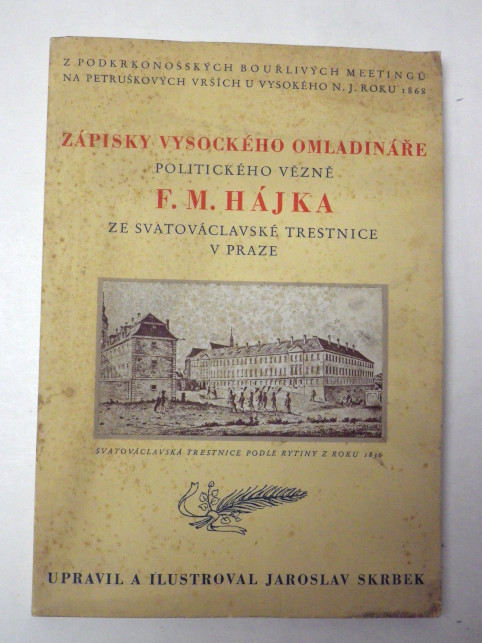 Z PODKRKONOŠSKÝCH BOUŘLIVÝCH MEETINGŮ
NA PETRUŠKOVÝCH VRŠÍCH U VYSOKÉHO N. J. ROKU 1868
ZÁPISKY VYSOCKÉHO OMLADINÁŘE
POLITICKÉHO VĚZNĚ
F. M. HÁJKA
ZE SVATOVÁCLAVSKÉ TRESTNICE
V PRAZE
SVATOVÁCLAVSKÁ TRESTNICE PODLE RYTINY Z ROKU 1836
UPRAVIL A ILUSTROVAL JAROSLAV SKRBEK